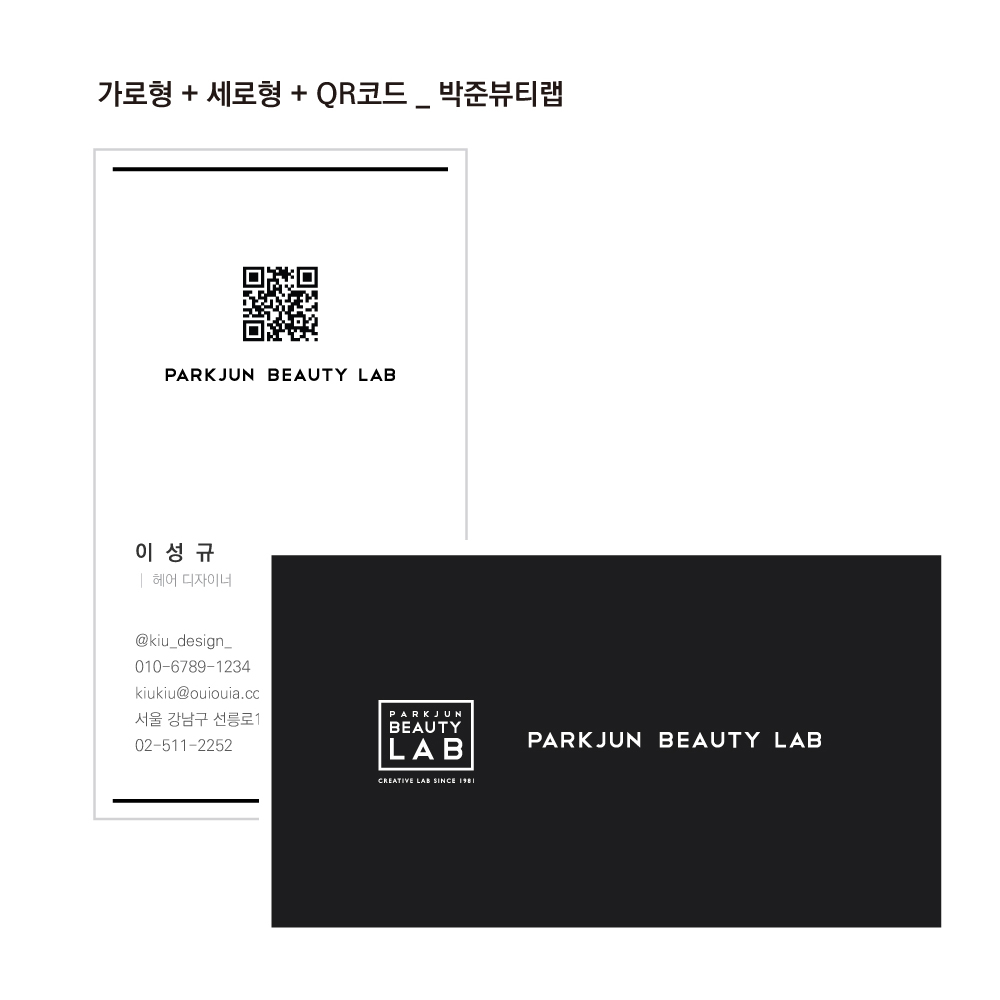 가로형 + 세로형 + QR코드 _ 박준뷰티랩
PARKJUN BEAUTY LAB
이 성 규
| 헤어 디자이너
@kiu_design_
010-6789-1234
kiukiu@ouiouia.co
서울 강남구 선릉로1
02-511-2252
PARKJUN
BEAUTY
LAB
CREATIVE LAB SINCE 1981
PARKJUN BEAUTY LAB